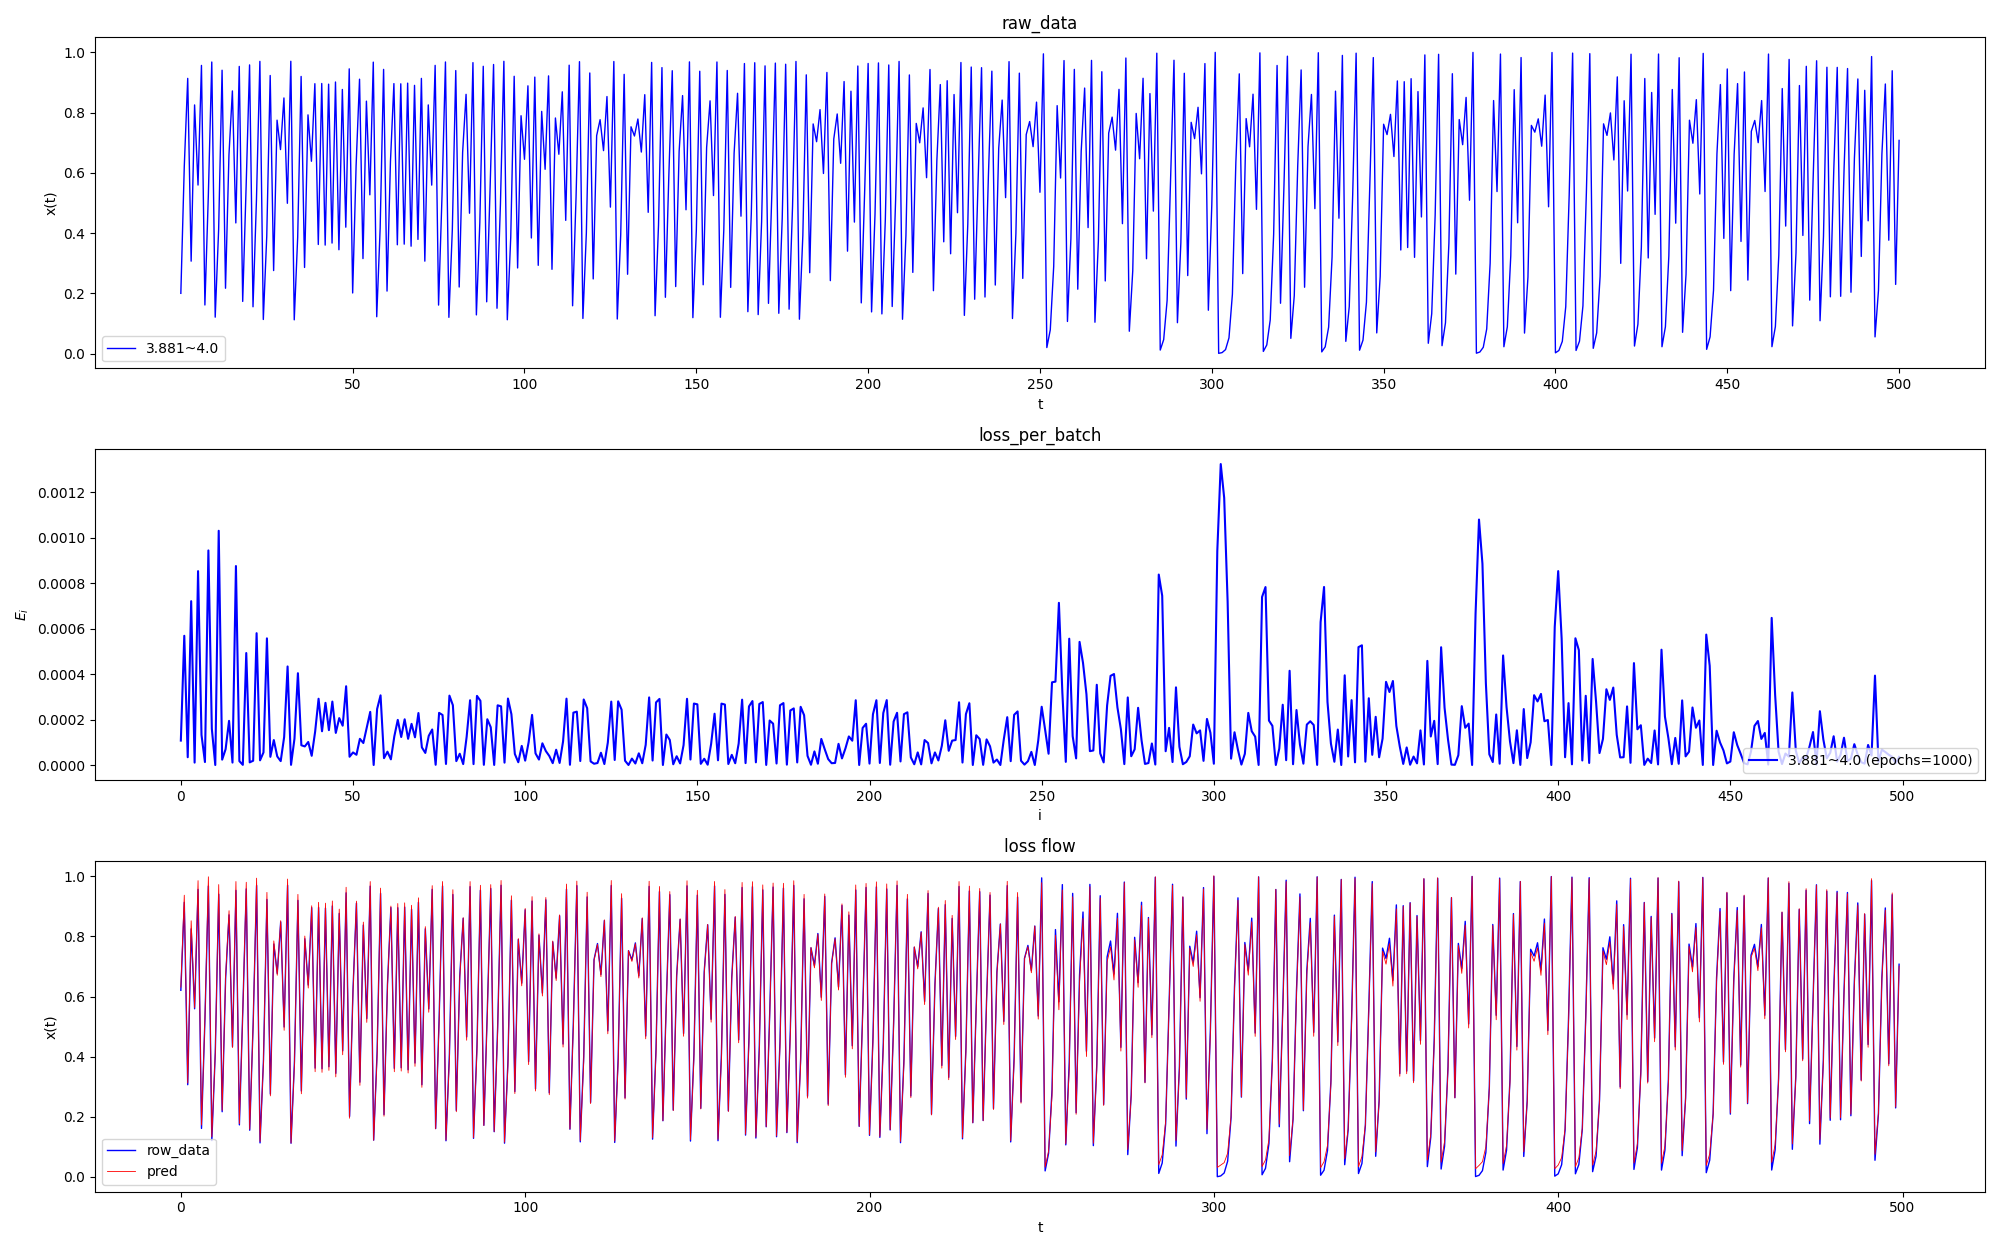 raw_data
1.0
0.8
0.6
0.4
0.2
0.0
x(t)
3.881~4.0
50 100 150 200 250 300 350 400 450 500
t
loss_per_batch
0.0012
0.0010
0.0008
0.0006
0.0004
0.0002
0.0000
E_i
3.881~4.0 (epochs=1000)
0 50 100 150 200 250 300 350 400 450 500
i
loss flow
1.0
0.8
0.6
0.4
0.2
0.0
x(t)
row_data
pred
0 100 200 300 400 500
t